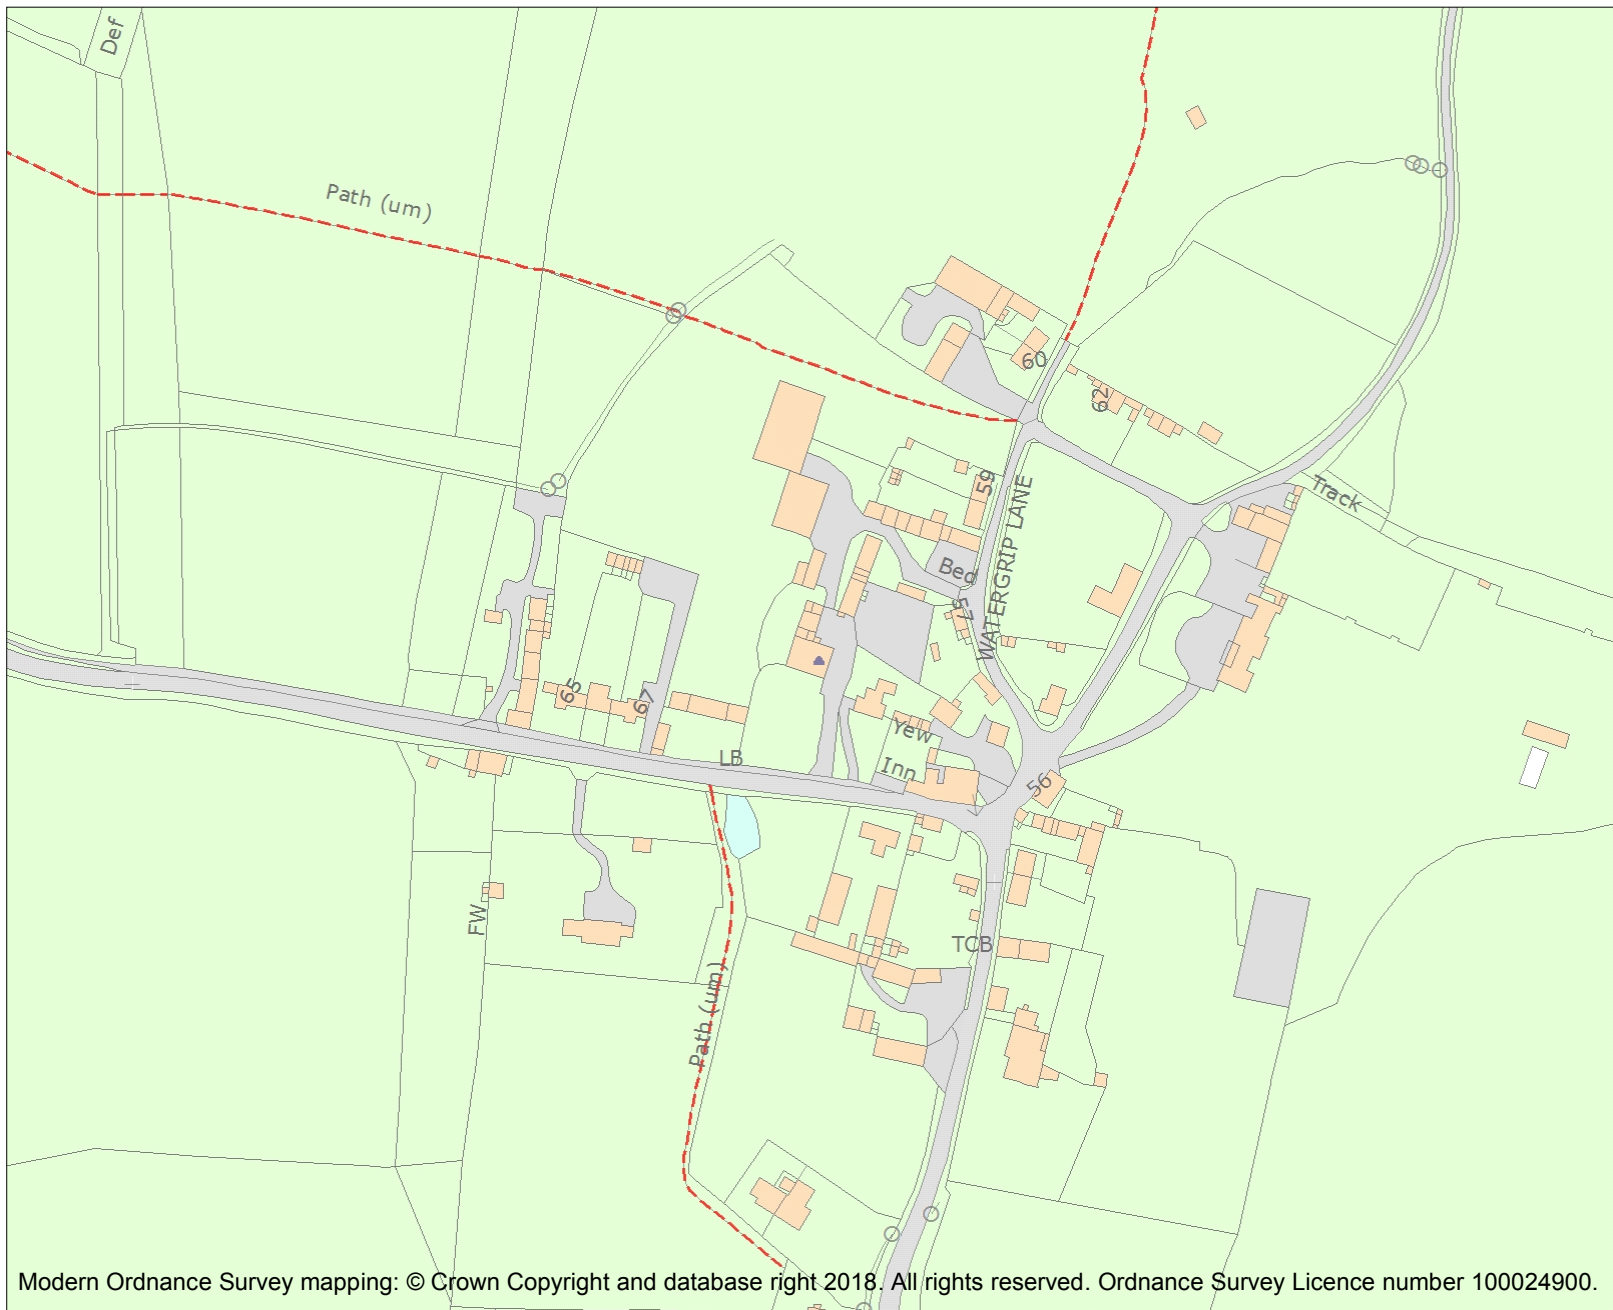 Def
Path (um)
60
62
59
Track
WATERGRIP LANE
Bed
57
65
67
Yew
LB
Inn
56
FW
TCB
Path (um)
Modern Ordnance Survey mapping: © Crown Copyright and database right 2018. All rights reserved. Ordnance Survey Licence number 100024900.